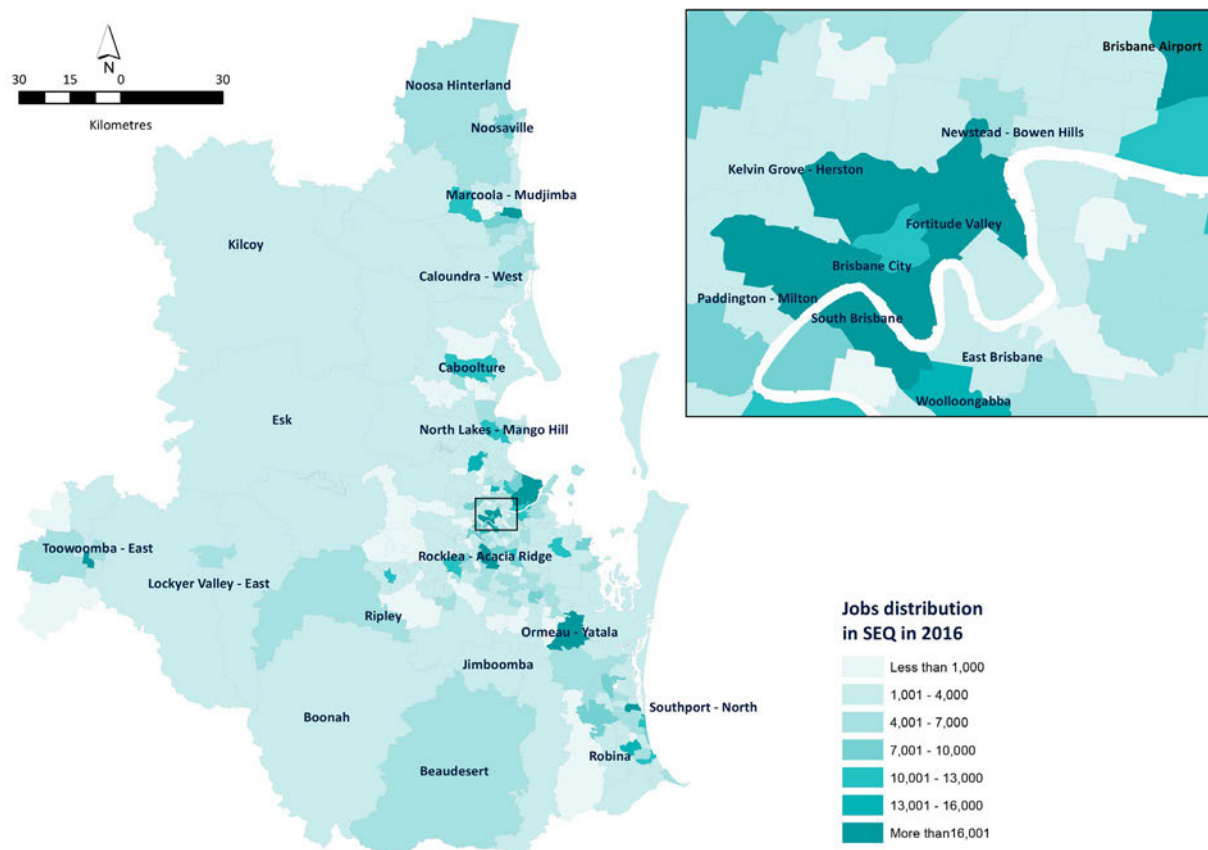 N
30 15 0 30
Kilometres
Noosa Hinterland
Noosaville
Marcoola - Mudjimba
Kilcoy
Caloundra - West
Caboolture
Esk
North Lakes - Mango Hill
Toowoomba - East
Rocklea - Acacia Ridge
Lockyer Valley - East
Ripley
Ormeau - Yatala
Jimboomba
Boonah
Southport - North
Robina
Beaudesert
Brisbane Airport
Newstead - Bowen Hills
Kelvin Grove - Herston
Fortitude Valley
Brisbane City
Paddington - Milton
South Brisbane
East Brisbane
Woolloongabba
Jobs distribution
in SEQ in 2016
Less than 1,000
1,001 - 4,000
4,001 - 7,000
7,001 - 10,000
10,001 - 13,000
13,001 - 16,000
More than16,001